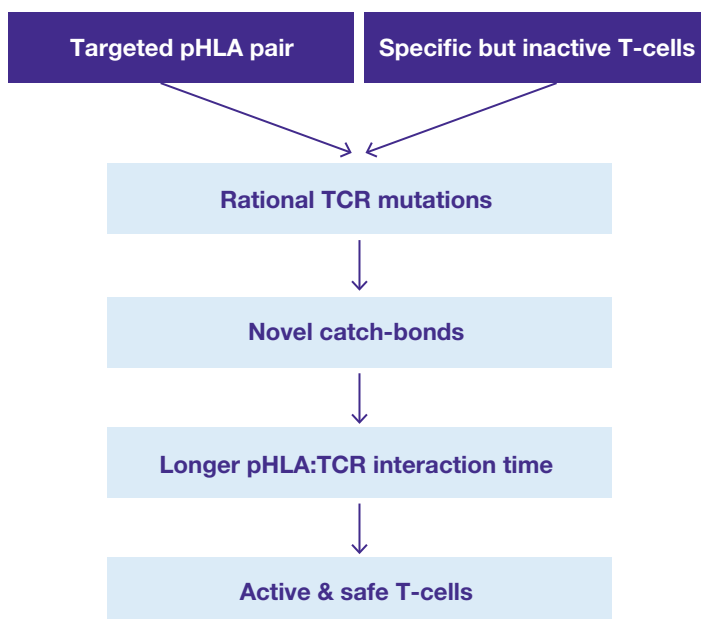 Targeted pHLA pair
Specific but inactive T-cells
Rational TCR mutations
Novel catch-bonds
Longer pHLA:TCR interaction time
Active & safe T-cells